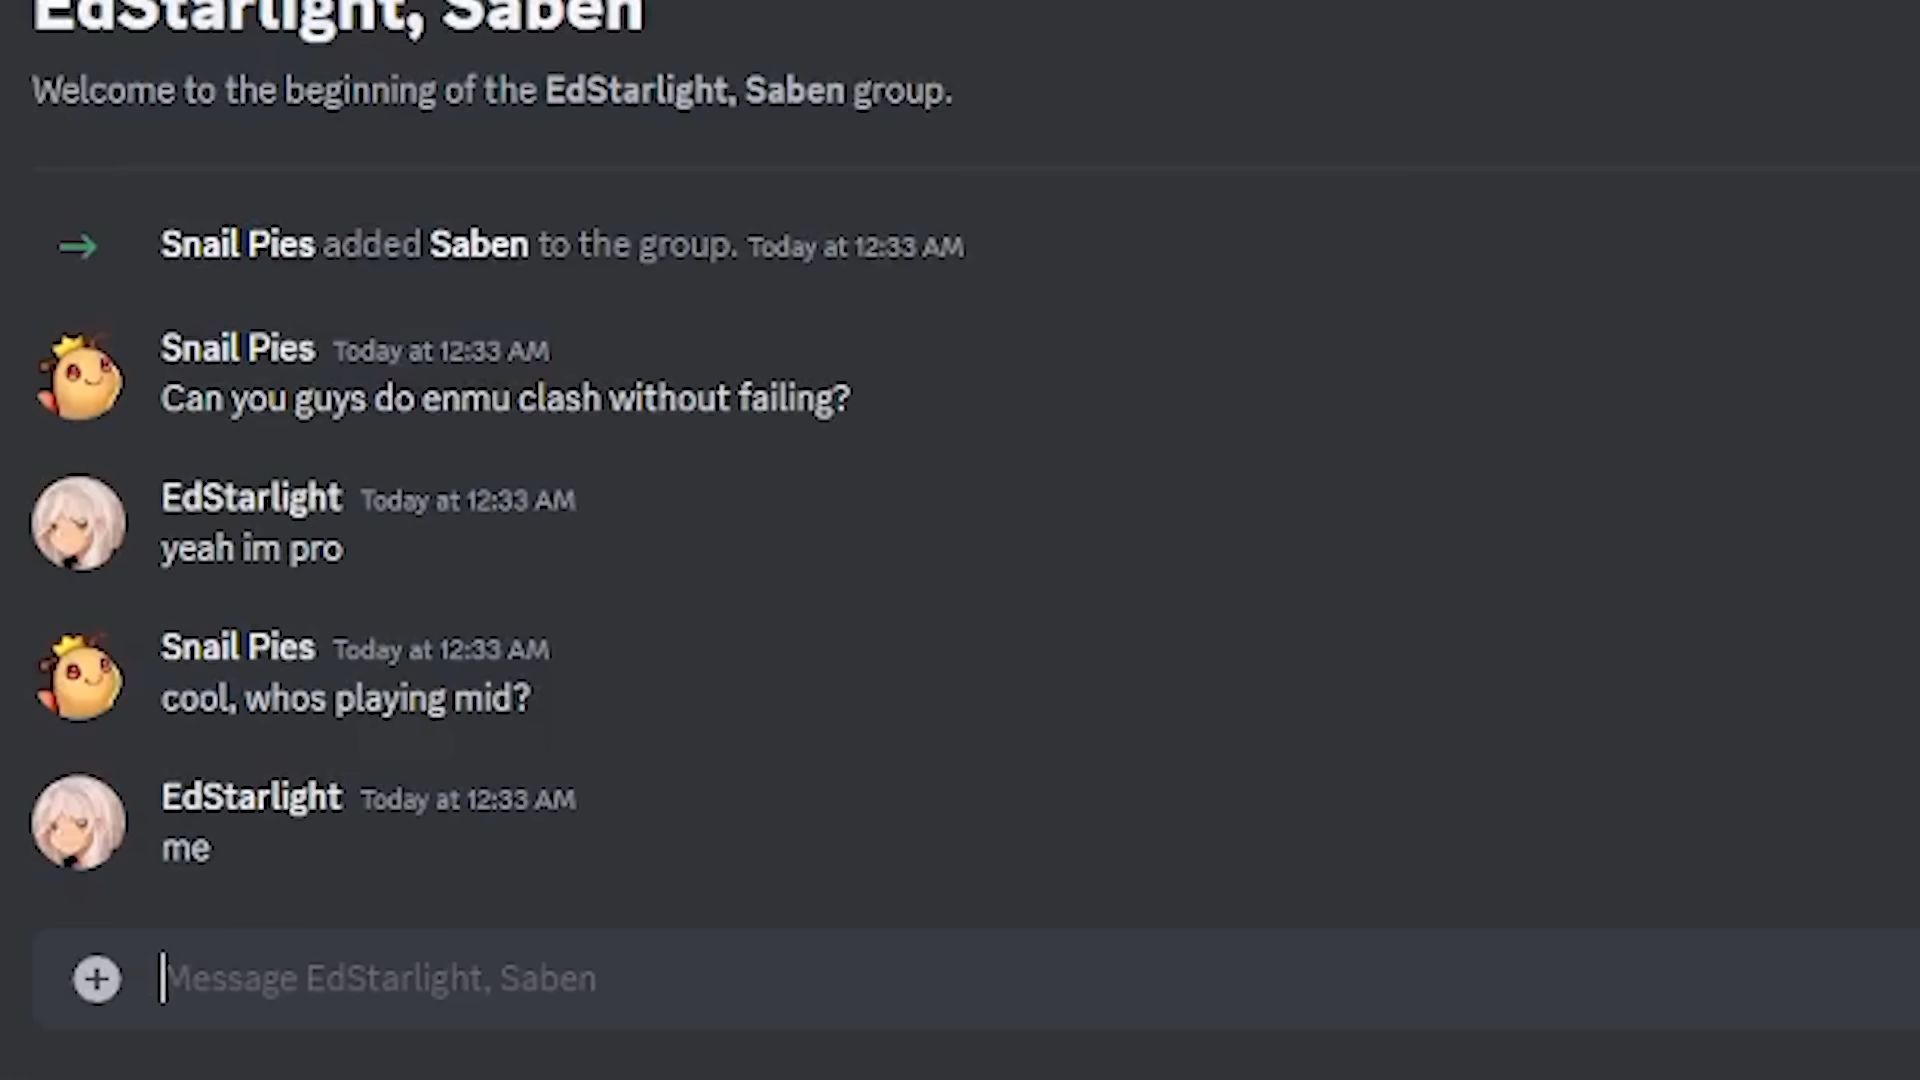 EdStarlight, Saben
Welcome to the beginning of the EdStarlight, Saben group.
Snail Pies added Saben to the group. Today at 12:33 AM
Snail Pies Today at 12:33 AM
Can you guys do enmu clash without failing?
EdStarlight Today at 12:33 AM
yeah im pro
Snail Pies Today at 12:33 AM
cool, whos playing mid?
EdStarlight Today at 12:33 AM
me
Message EdStarlight, Saben